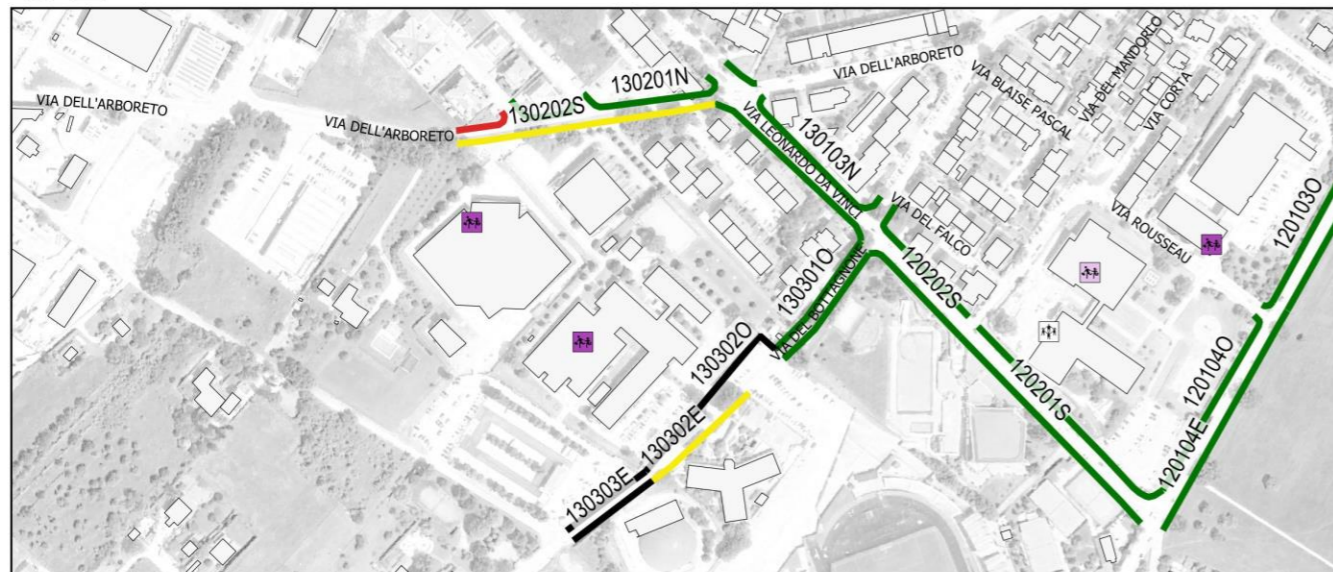 VIA DELL'ARBORETO
VIA DELL'ARBORETO
130202S
130201N
VIA DELL'ARBORETO
VIA BLAISE PASCAL
VIA DEL MANDORLO
VIA CORTA
VIA LEONARDO DA VINCI
130103N
VIA DEL FALCO
VIA ROUSSEAU
120103O
130301O
VIA DEL BOTTAGNONE
120202S
130302O
120201S
120104O
120104E
130302E
130303E